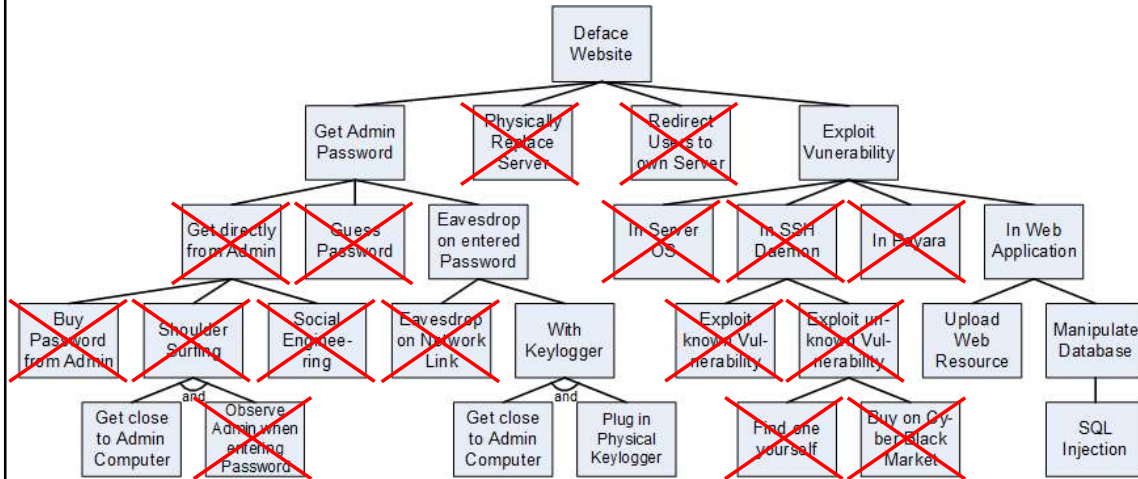 Deface
Website
Get Admin
Password
Physically
Replace
Server
Redirect
Users to
own Server
Exploit
Vunerability
Get directly
from Admin
Guess
Password
Eavesdrop
on entered
Password
In Server
OS
In SSH
Daemon
In Payara
In Web
Application
Buy
Password
from Admin
Shoulder
Surfing
Social
Enginee-
ring
Eavesdrop
on Network
Link
With
Keylogger
Exploit
known Vul-
nerability
Exploit un-
known Vul-
nerability
Upload
Web
Resource
Manipulate
Database
and
Get close
to Admin
Computer
Observe
Admin when
entering
Password
and
Get close
to Admin
Computer
Plug in
Physical
Keylogger
Find one
yourself
Buy on Cy-
ber Black
Market
SQL
Injection